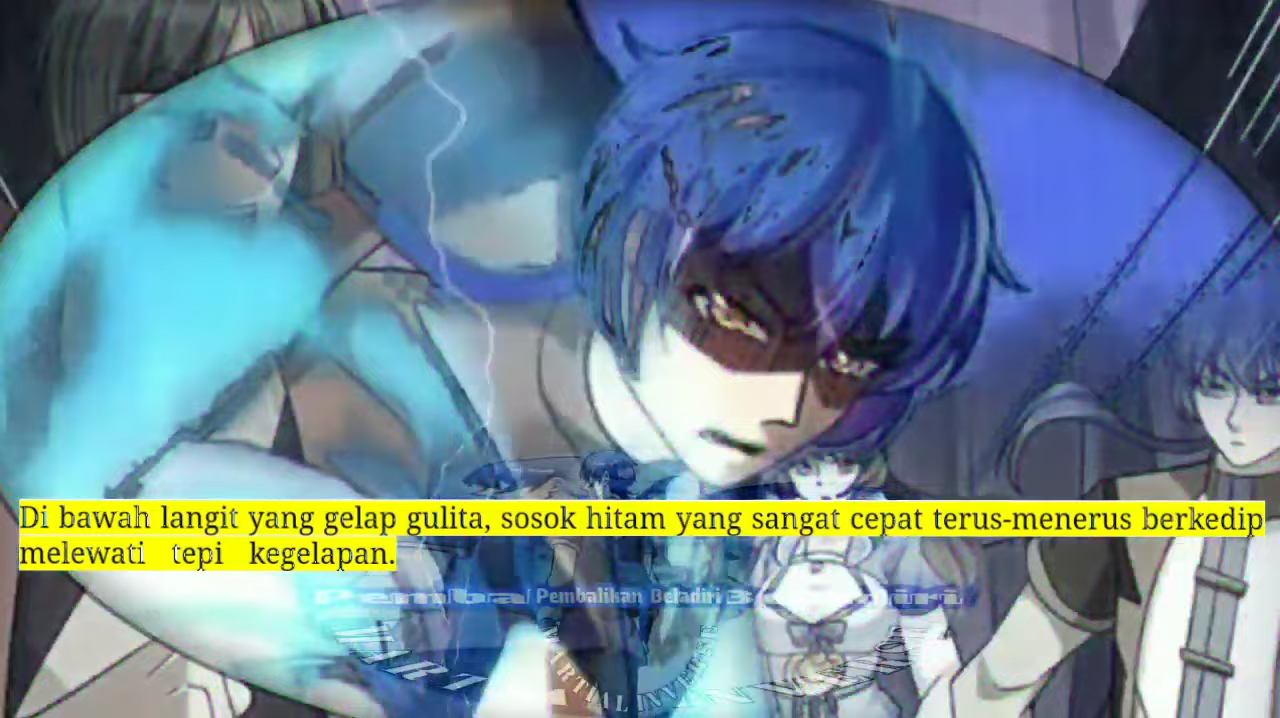 Di bawah langit yang gelap gulita, sosok hitam yang sangat cepat terus-menerus berkedip
melewati tepi kegelapan.
Pembalikan Beladiri
MARTIAL INVERSE